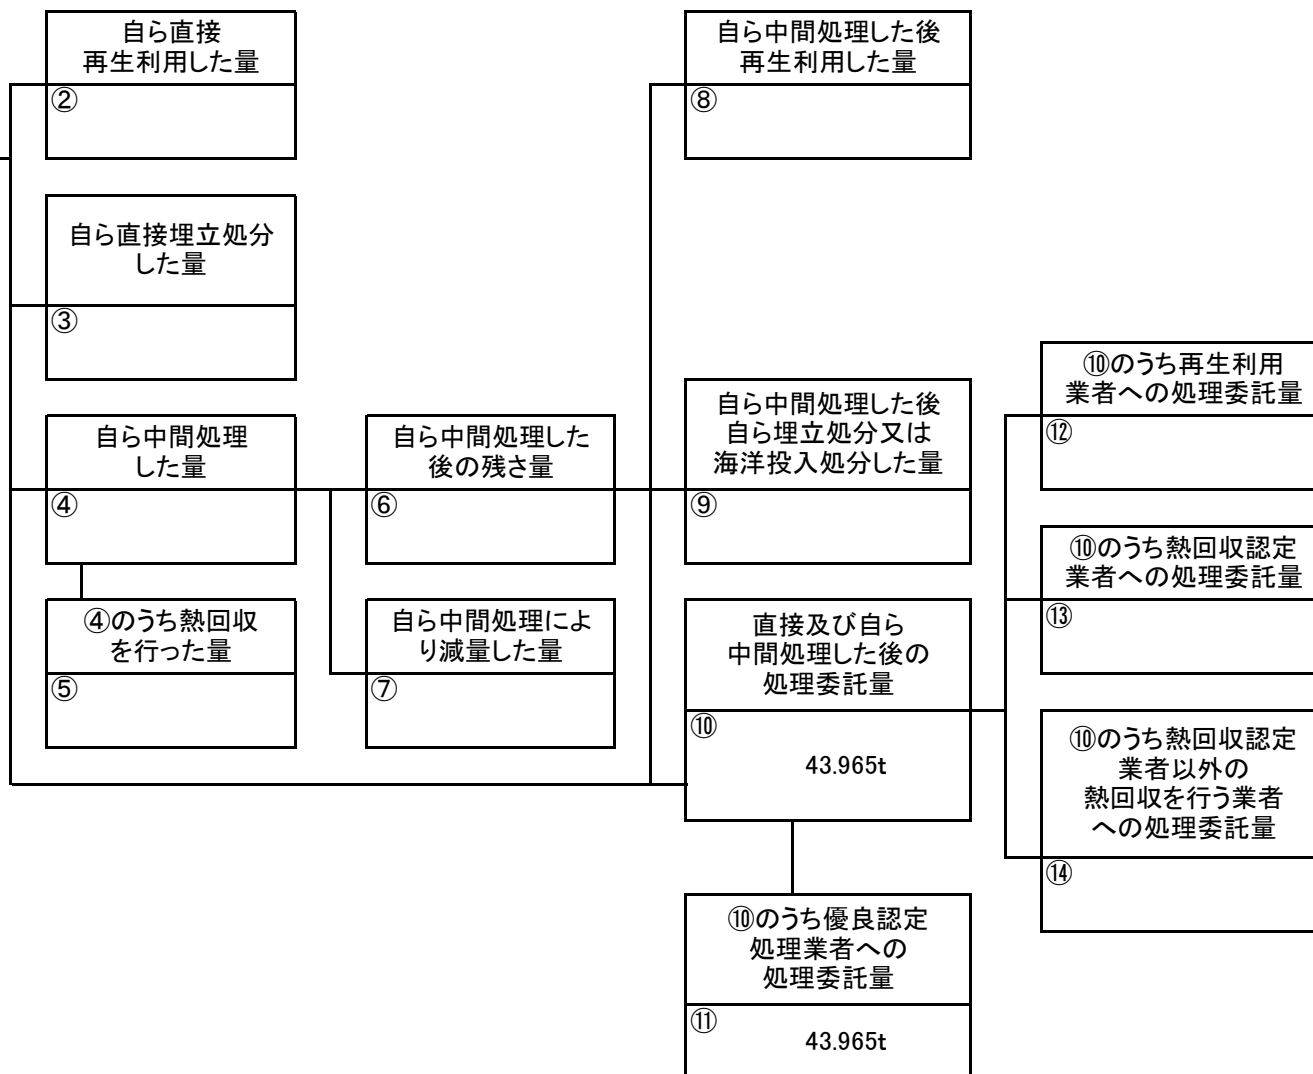 自ら直接
再生利用した量
②
自ら直接埋立処分
した量
③
自ら中間処理
した量
④
④のうち熱回収
を行った量
⑤
自ら中間処理した
後の残さ量
⑥
自ら中間処理によ
り減量した量
⑦
自ら中間処理した後
再生利用した量
⑧
自ら中間処理した後
自ら埋立処分又は
海洋投入処分した量
⑨
直接及び自ら
中間処理した後の
処理委託量
⑩
43.965t
⑩のうち優良認定
処理業者への
処理委託量
⑪
43.965t
⑩のうち再生利用
業者への処理委託量
⑫
⑩のうち熱回収認定
業者への処理委託量
⑬
⑩のうち熱回収認定
業者以外の
熱回収を行う業者
への処理委託量
⑭